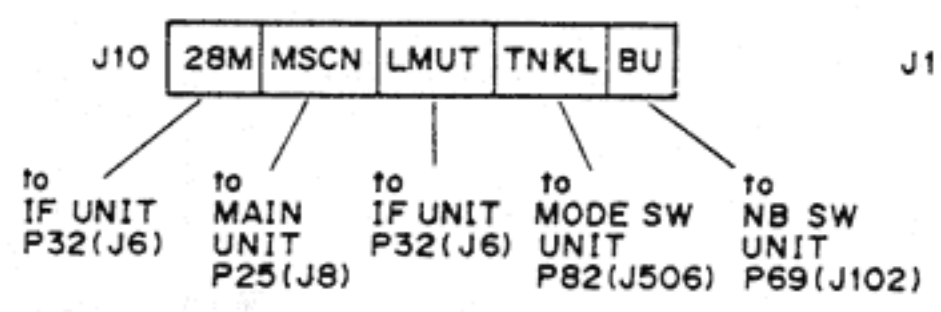 J10 28M MSCN LMUT TNKL BU J1
to
IF UNIT
P32(J6)
to
MAIN
UNIT
P25(J8)
to
IF UNIT
P32(J6)
to
MODE SW
UNIT
P82(J506)
to
NB SW
UNIT
P69(J102)